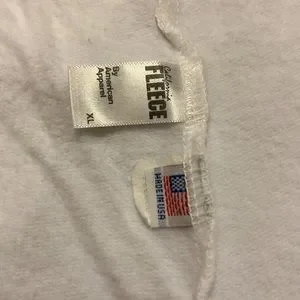 California
FLEECE
By
American
Apparel
XL
MADE IN USA